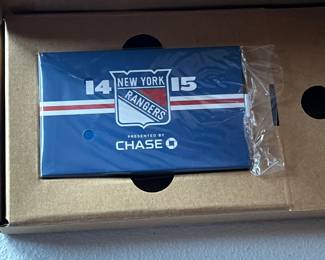 14 NEW YORK 15
RANGERS
PRESENTED BY
CHASE